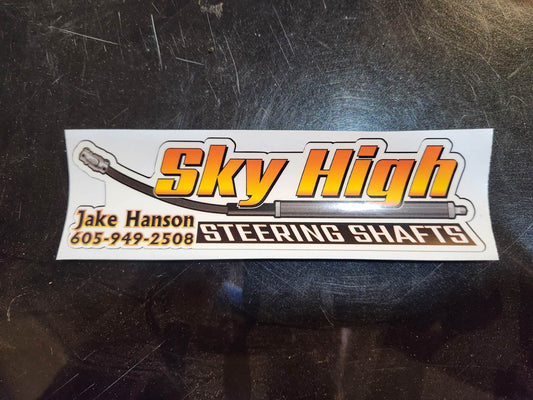 Sky High
Jake Hanson
605-949-2508
STEERING SHAFTS